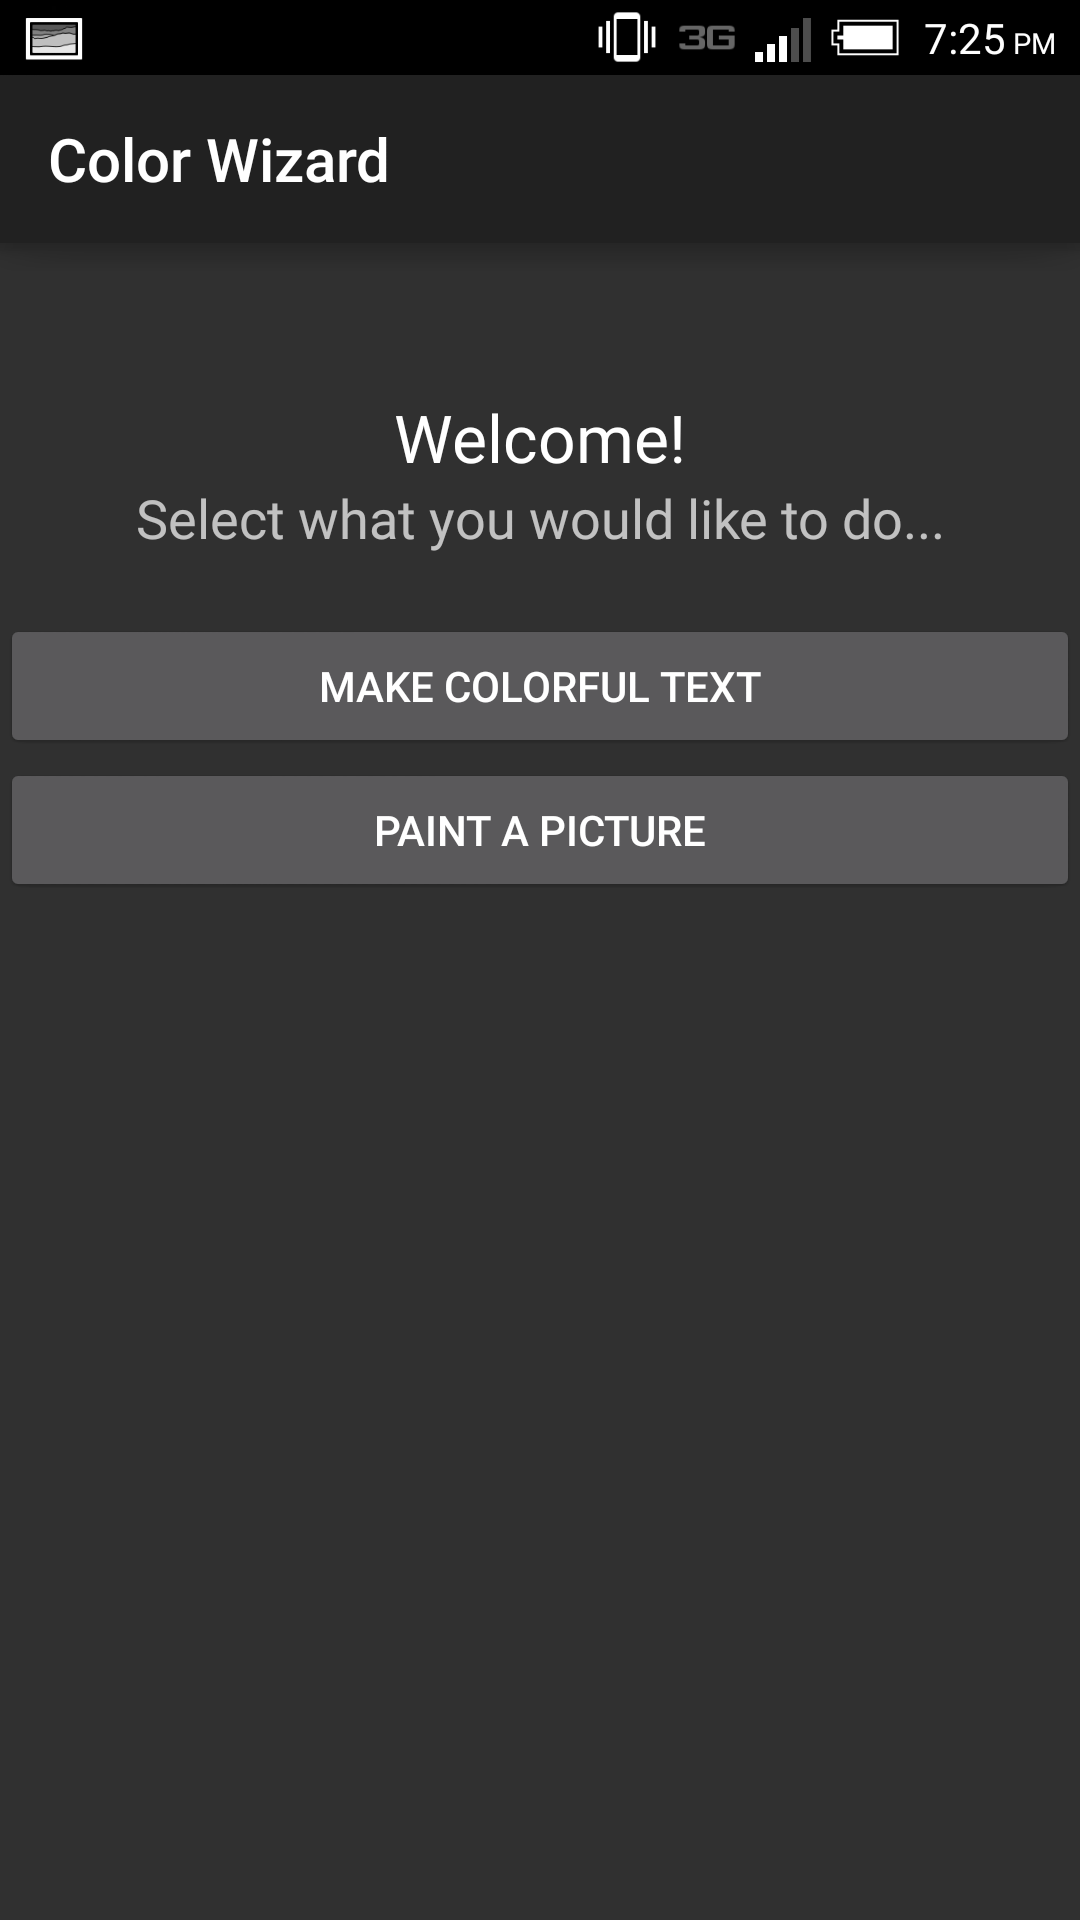 3G 7:25 PM
Color Wizard
Welcome!
Select what you would like to do...
MAKE COLORFUL TEXT
PAINT A PICTURE